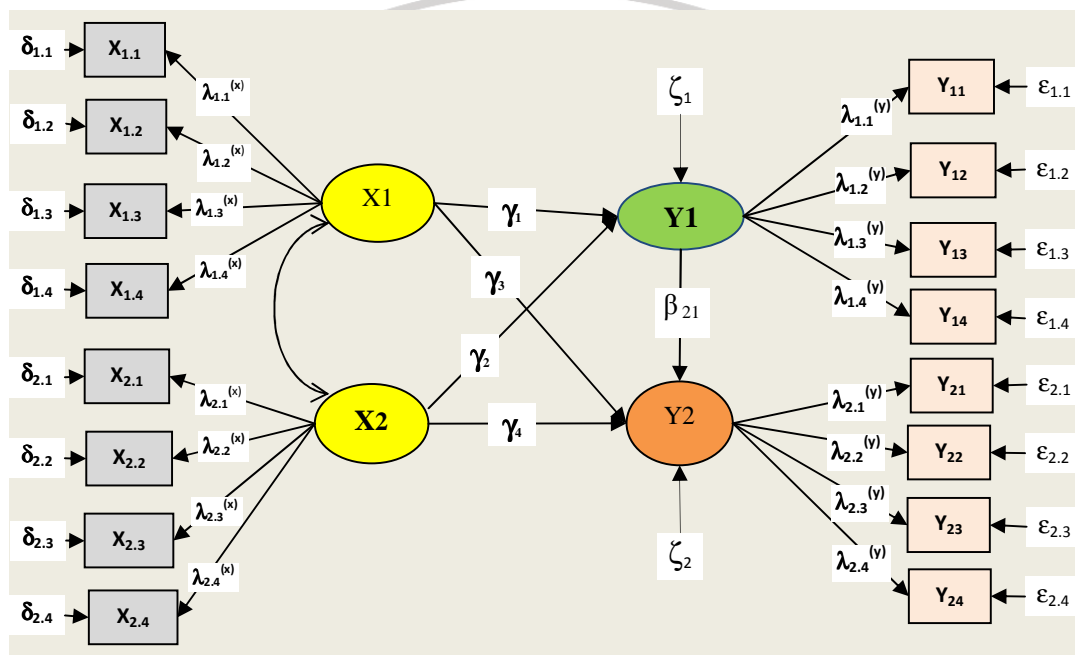 δ1.1 X1.1 λ1.1(x)
δ1.2 X1.2 λ1.2(x)
δ1.3 X1.3 λ1.3(x)
δ1.4 X1.4 λ1.4(x)
δ2.1 X2.1 λ2.1(x)
δ2.2 X2.2 λ2.2(x)
δ2.3 X2.3 λ2.3(x)
δ2.4 X2.4 λ2.4(x)
X1
X2
γ1
γ3
γ2
γ4
ζ1
Y1
β21
Y2
ζ2
λ1.1(y) Y11 ε1.1
λ1.2(y) Y12 ε1.2
λ1.3(y) Y13 ε1.3
λ1.4(y) Y14 ε1.4
λ2.1(y) Y21 ε2.1
λ2.2(y) Y22 ε2.2
λ2.3(y) Y23 ε2.3
λ2.4(y) Y24 ε2.4